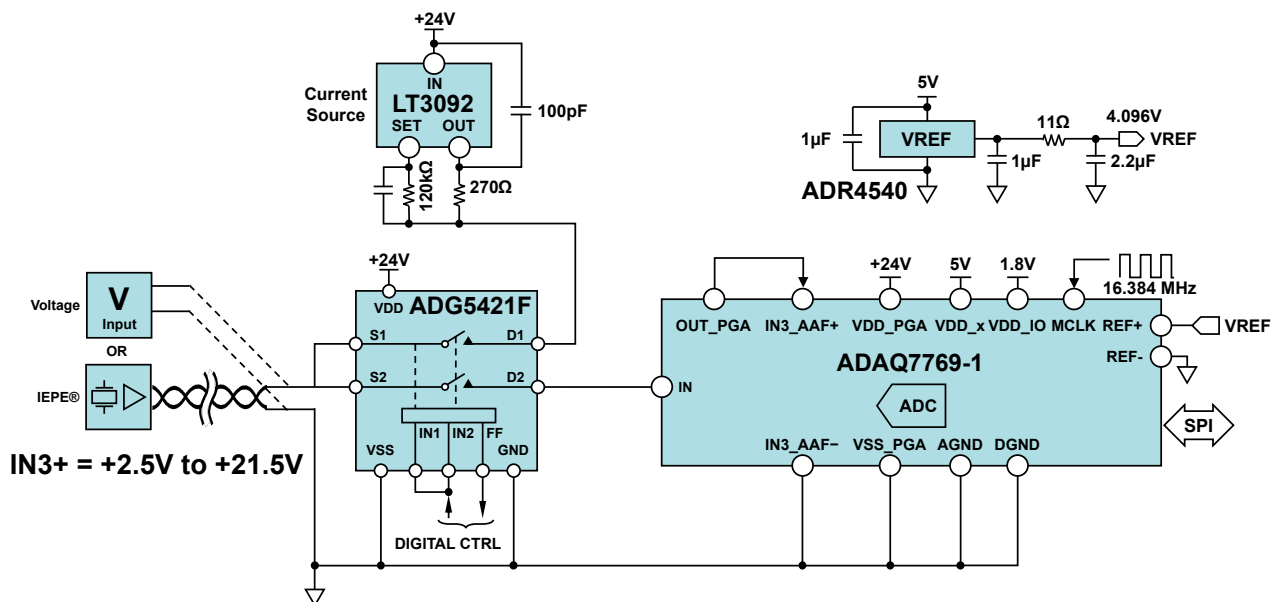 +24V
Current
Source
IN
LT3092
SET OUT
100pF
120kΩ
270Ω
5V
1µF
VREF
11Ω
4.096V
VREF
1µF
2.2µF
ADR4540
Voltage
V
Input
OR
IEPE®
IN3+ = +2.5V to +21.5V
+24V
VDD
ADG5421F
S1
D1
S2
D2
IN1
IN2
FF
VSS
GND
DIGITAL CTRL
+24V
5V
1.8V
16.384 MHz
OUT_PGA
IN3_AAF+
VDD_PGA
VDD_x
VDD_IO
MCLK
REF+
VREF
REF-
ADAQ7769-1
IN
ADC
SPI
IN3_AAF−
VSS_PGA
AGND
DGND